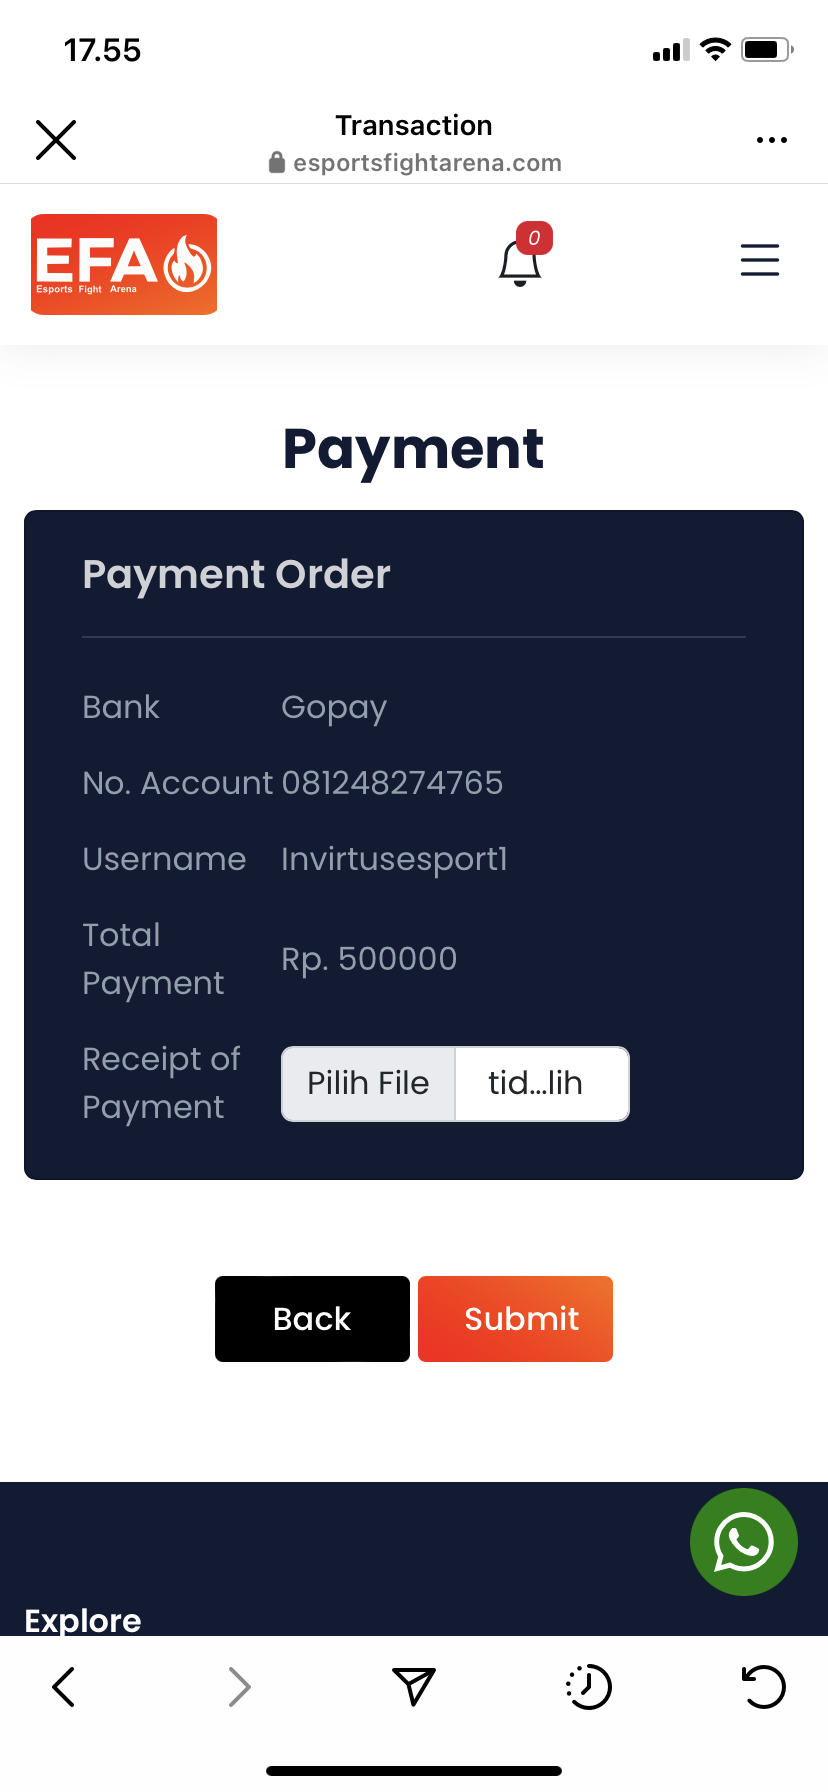 17.55
Transaction
esportsfightarena.com
EFA
Esports Fight Arena
0
Payment
Payment Order
Bank Gopay
No. Account 081248274765
Username Invirtusesport1
Total
Payment
Rp. 500000
Receipt of
Payment
Pilih File tid...lih
Back Submit
Explore